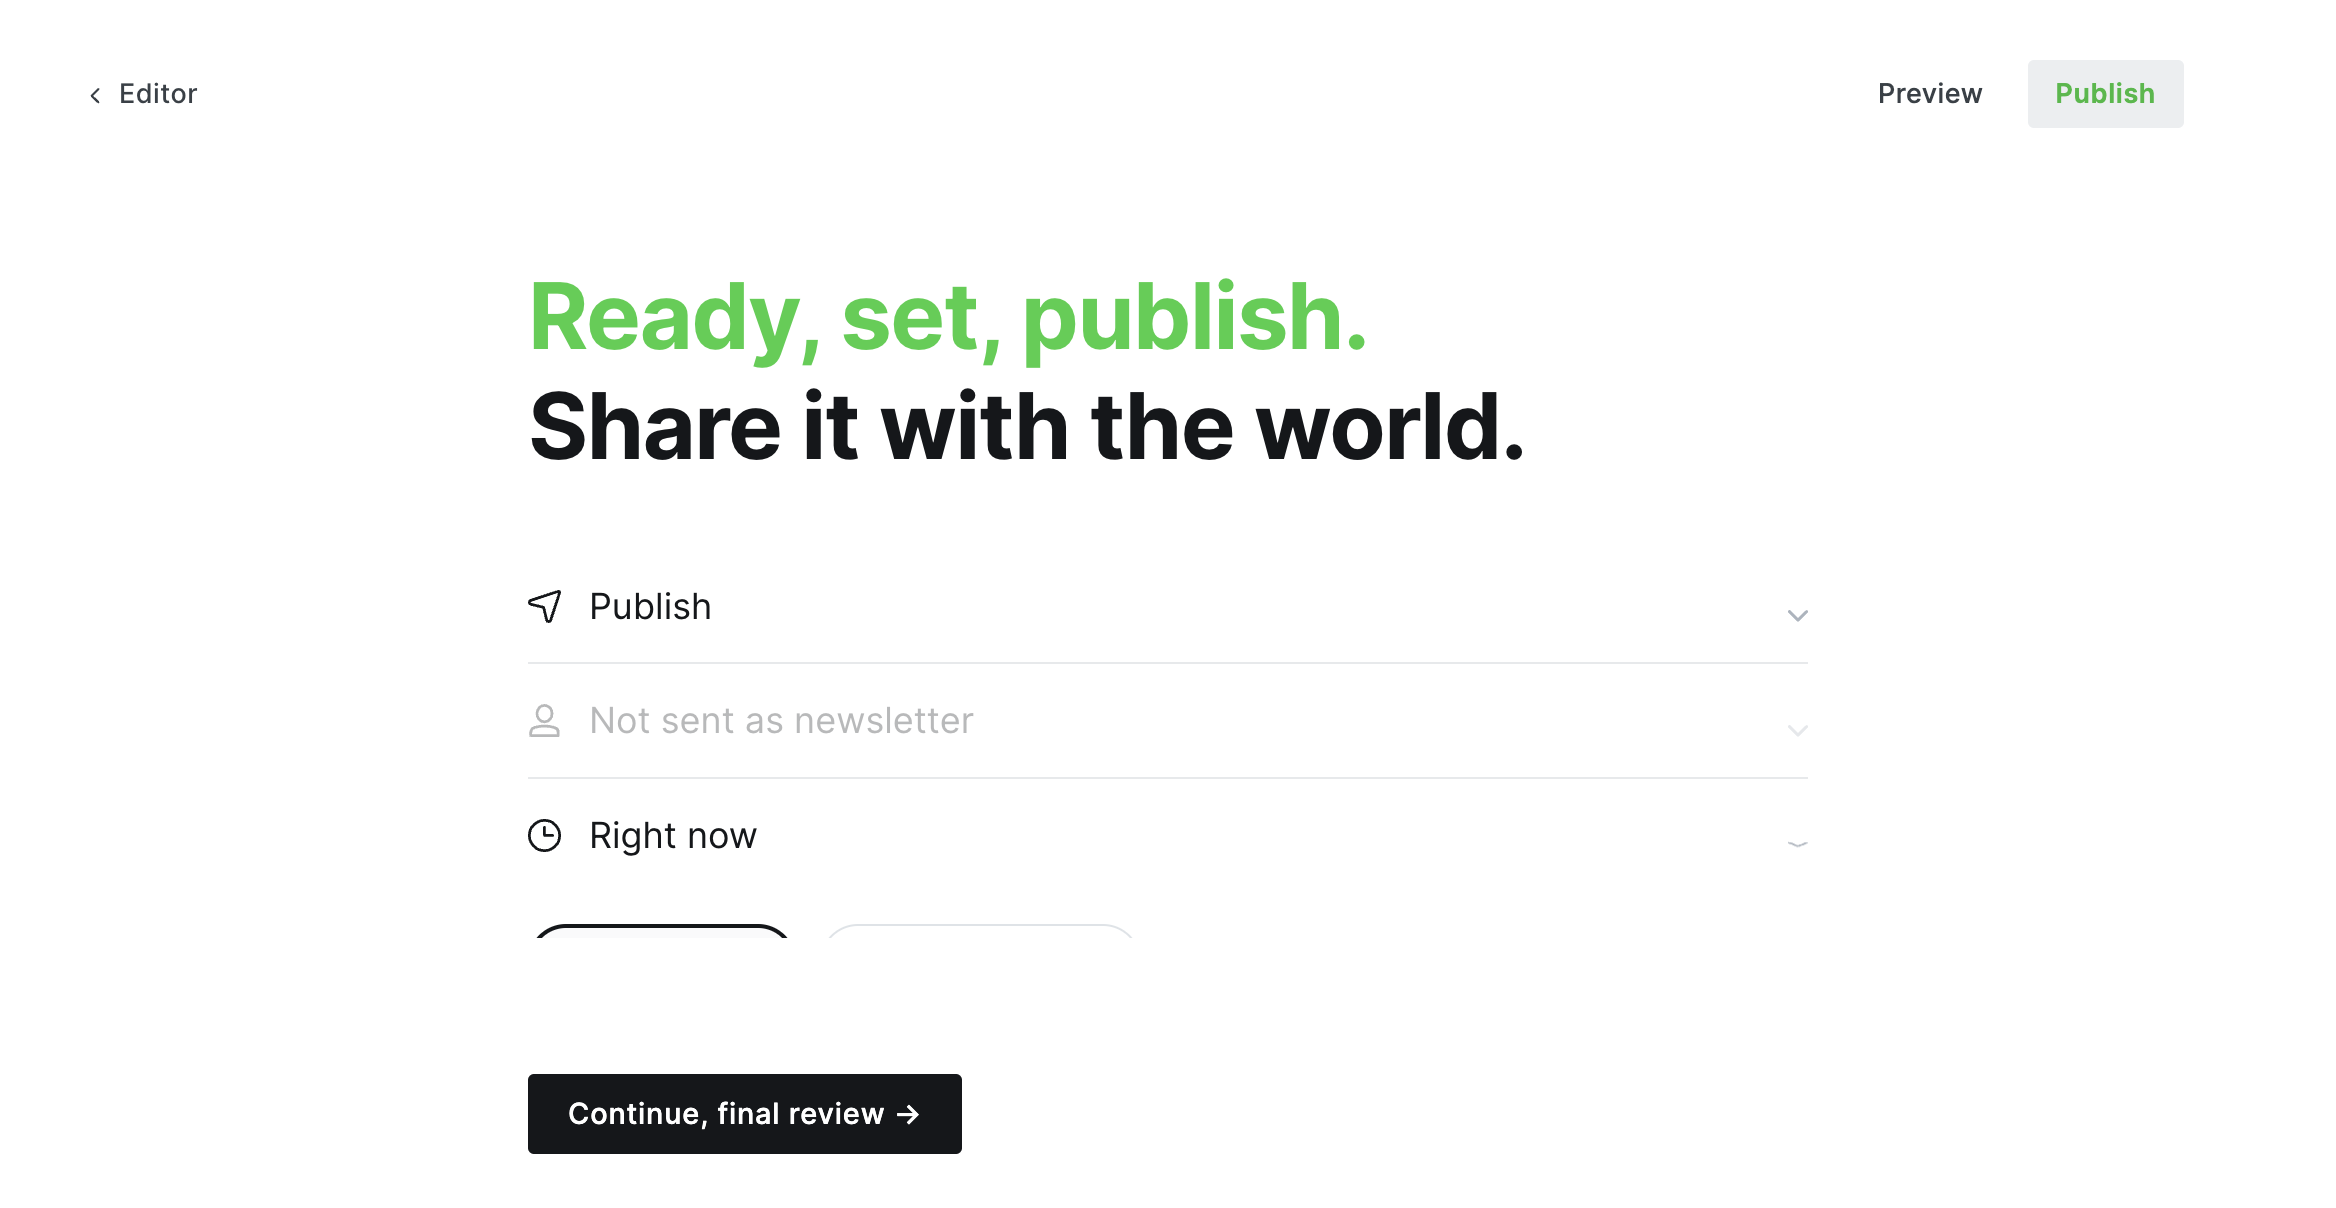 Editor
Preview
Publish
Ready, set, publish.
Share it with the world.
Publish
Not sent as newsletter
Right now
Continue, final review →